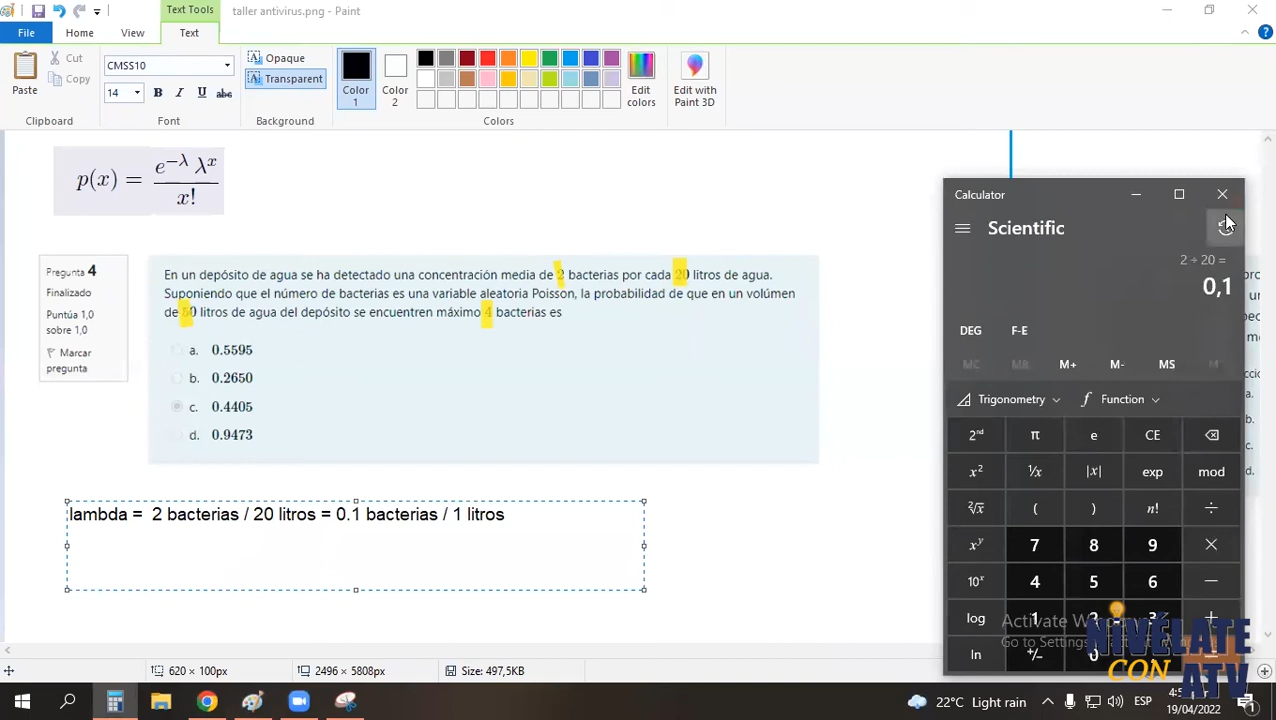 taller antivirus.png - Paint
Text Tools
File
Home
View
Text
Paste
Cut
Copy
Clipboard
CMSS10
14
B I U abc
Font
Opaque
Transparent
Background
Color 1
Color 2
Edit colors
Edit with Paint 3D
Colors
p(x) = e^{-λ} λ^x / x!
Pregunta 4
Finalizado
Puntúa 1,0
sobre 1,0
Marcar
pregunta
En un depósito de agua se ha detectado una concentración media de 2 bacterias por cada 20 litros de agua.
Suponiendo que el número de bacterias es una variable aleatoria Poisson, la probabilidad de que en un volúmen
de 50 litros de agua del depósito se encuentren máximo 4 bacterias es
a. 0.5595
b. 0.2650
c. 0.4405
d. 0.9473
lambda = 2 bacterias / 20 litros = 0.1 bacterias / 1 litros
Calculator
Scientific
2 ÷ 20 =
0,1
DEG F-E
MC MR M+ M- MS
Trigonometry Function
2nd π e CE
x² ¹/x |x| exp mod
²√x ( ) n! ÷
xʸ 7 8 9 ×
10ˣ 4 5 6 −
log 1 2 3 +
ln +/− 0
Activate Windows
Go to Settings to activate Windows
NIVÉLATE
CON
ATV
620 × 100px
2496 × 5808px
Size: 497,5KB
22°C Light rain
ESP
19/04/2022
1